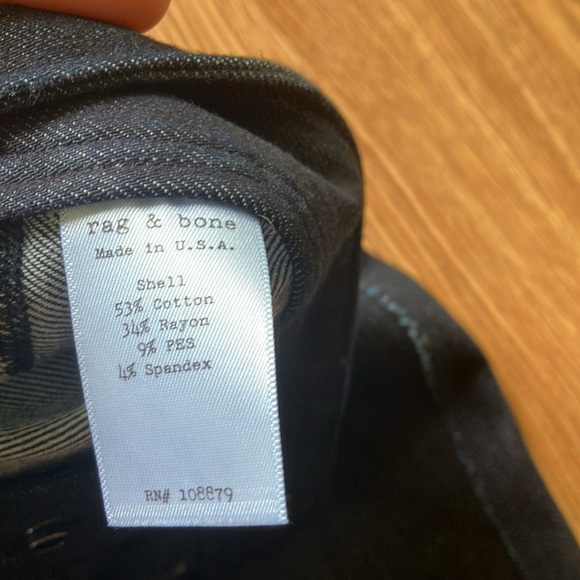 rag & bone
Made in U.S.A.
Shell
53% Cotton
34% Rayon
9% PES
4% Spandex
RN# 108879